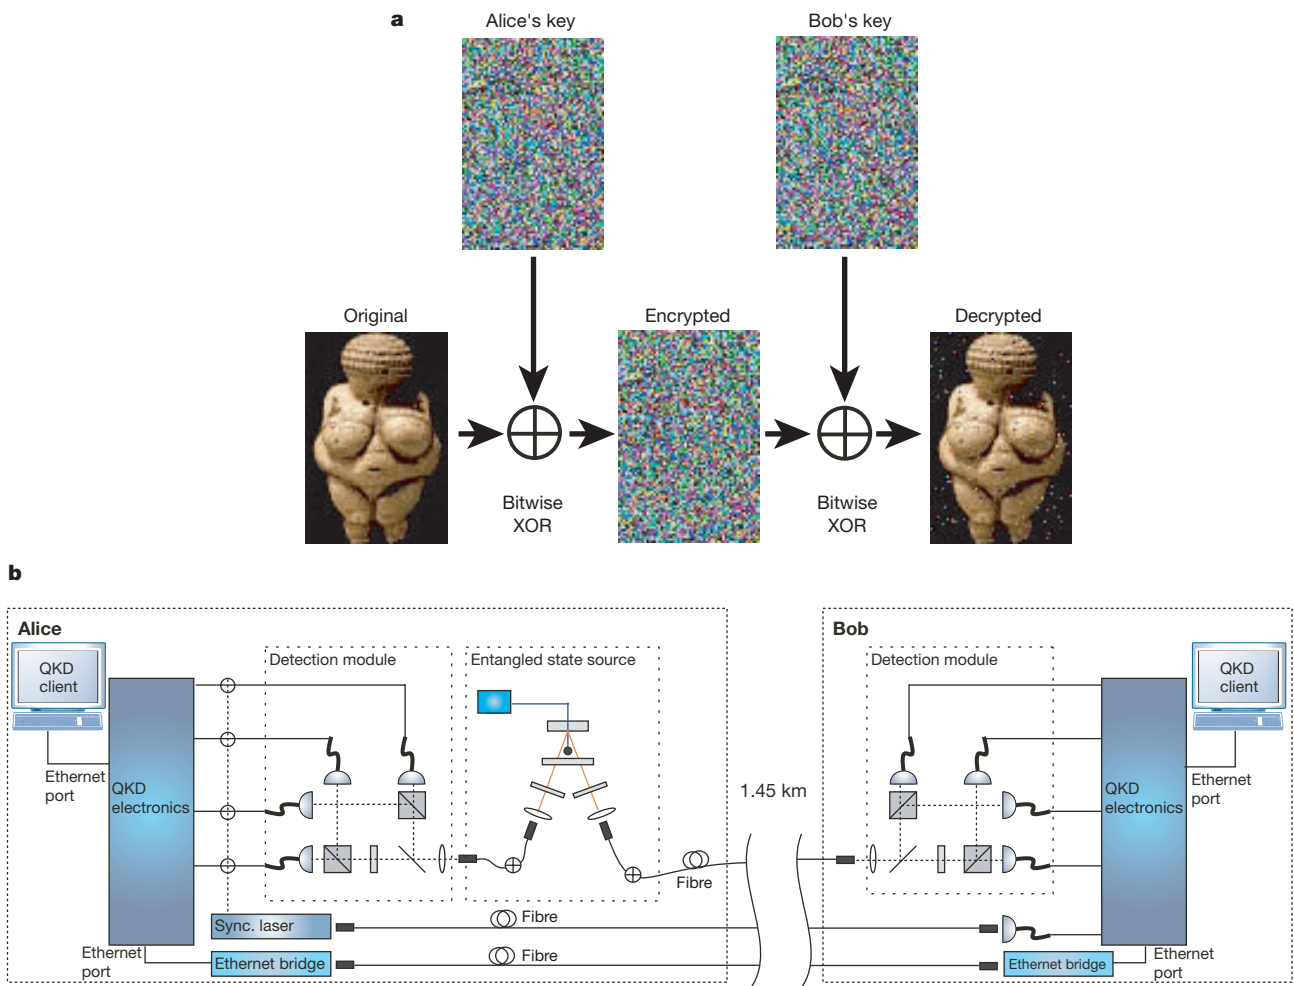 a
Alice's key
Bob's key
Original
Encrypted
Decrypted
Bitwise
XOR
Bitwise
XOR
b
Alice
QKD
client
Ethernet
port
QKD
electronics
Ethernet
port
Detection module
Entangled state source
Fibre
Sync. laser
Fibre
Ethernet bridge
Fibre
1.45 km
Bob
Detection module
QKD
client
Ethernet
port
QKD
electronics
Ethernet bridge
Ethernet
port